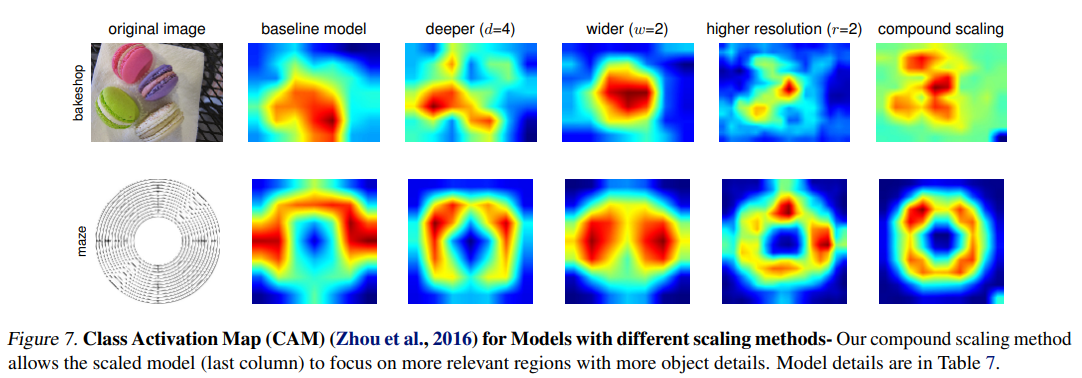 original image baseline model deeper (d=4) wider (w=2) higher resolution (r=2) compound scaling
bakeshop
maze
Figure 7. Class Activation Map (CAM) (Zhou et al., 2016) for Models with different scaling methods- Our compound scaling method
allows the scaled model (last column) to focus on more relevant regions with more object details. Model details are in Table 7.